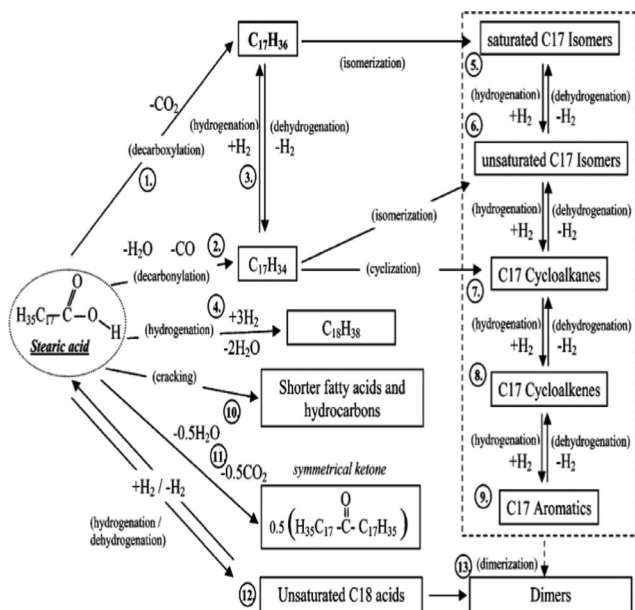 C₁₇H₃₆
saturated C17 Isomers
(isomerization)
5.
-CO₂
(hydrogenation)
(dehydrogenation)
+H₂
-H₂
(hydrogenation)
(dehydrogenation)
+H₂
-H₂
6.
(decarboxylation)
1.
3.
unsaturated C17 Isomers
(isomerization)
(hydrogenation)
(dehydrogenation)
+H₂
-H₂
-H₂O -CO
2.
(decarbonylation)
C₁₇H₃₄
(cyclization)
C17 Cycloalkanes
7.
O
H₃₅C₁₇-C-O-H
Stearic acid
4.
+3H₂
(hydrogenation)
-2H₂O
C₁₈H₃₈
(hydrogenation)
(dehydrogenation)
+H₂
-H₂
8.
C17 Cycloalkenes
(cracking)
10.
Shorter fatty acids and
hydrocarbons
-0.5H₂O
11.
-0.5CO₂
(hydrogenation)
(dehydrogenation)
+H₂
-H₂
symmetrical ketone
O
0.5 (H₃₅C₁₇-C-C₁₇H₃₅)
9.
C17 Aromatics
+H₂ / -H₂
(hydrogenation /
dehydrogenation)
13.
(dimerization)
12.
Unsaturated C18 acids
Dimers